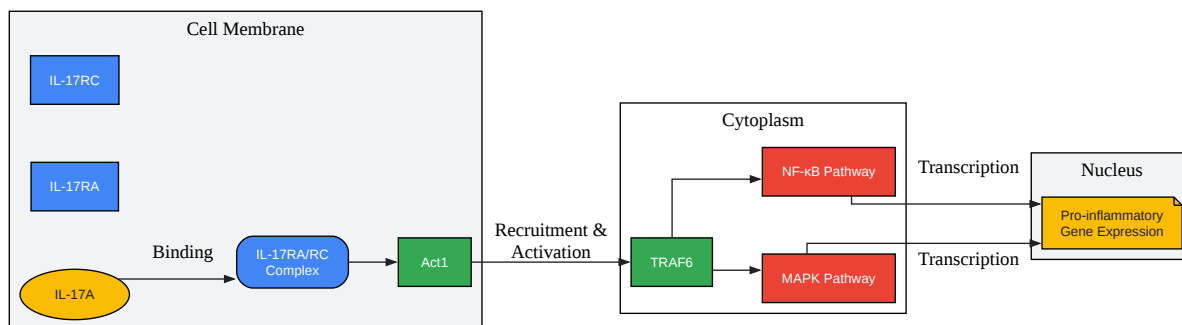 Cell Membrane
IL-17RC
IL-17RA
IL-17A
Binding
IL-17RA/RC
Complex
Act1
Recruitment &
Activation
Cytoplasm
TRAF6
NF-κB Pathway
MAPK Pathway
Transcription
Transcription
Nucleus
Pro-inflammatory
Gene Expression